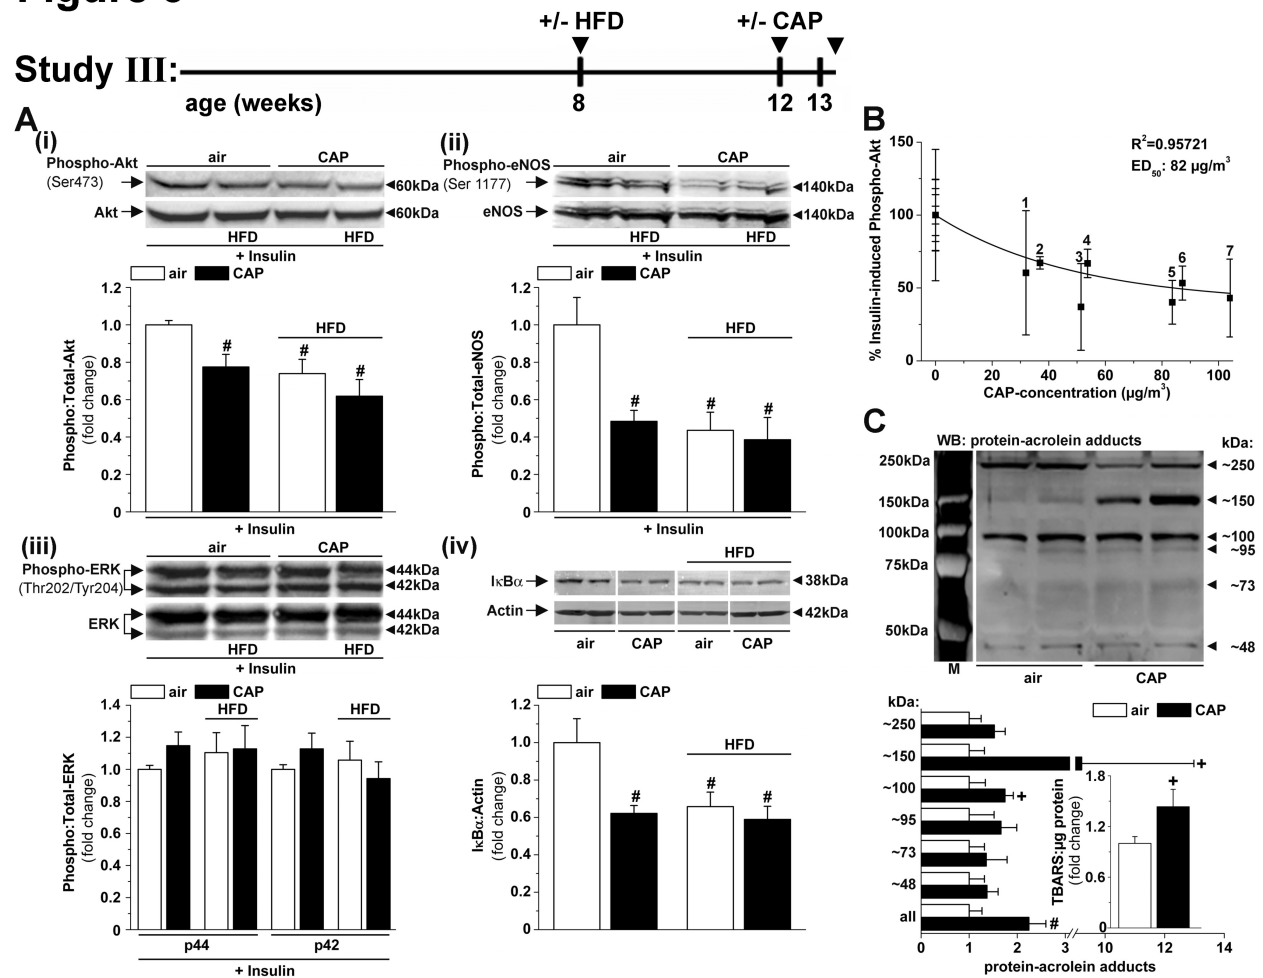 +/- HFD
+/- CAP
Study III:
age (weeks)
8
12
13
A
(i)
air
CAP
Phospho-Akt
(Ser473)
60kDa
Akt
60kDa
HFD
HFD
+ Insulin
air
CAP
1.2
1.0
0.8
0.6
0.4
0.2
0
Phospho:Total-Akt
(fold change)
HFD
#
#
#
+ Insulin
(ii)
air
CAP
Phospho-eNOS
(Ser 1177)
140kDa
eNOS
140kDa
HFD
HFD
+ Insulin
air
CAP
1.2
1.0
0.8
0.6
0.4
0.2
0
Phospho:Total-eNOS
(fold change)
HFD
#
#
#
+ Insulin
(iii)
air
CAP
Phospho-ERK
(Thr202/Tyr204)
44kDa
42kDa
ERK
44kDa
42kDa
HFD
HFD
+ Insulin
air
CAP
1.4
1.2
1.0
0.8
0.6
0.4
0.2
0
Phospho:Total-ERK
(fold change)
HFD
HFD
p44
p42
+ Insulin
(iv)
HFD
IκBα
38kDa
Actin
42kDa
air
CAP
air
CAP
air
CAP
1.2
1.0
0.8
0.6
0.4
0.2
0
IκBα:Actin
(fold change)
HFD
#
#
#
B
150
100
50
0
% Insulin-induced Phospho-Akt
R²=0.95721
ED₅₀: 82 µg/m³
1
2
3
4
5
6
7
0
20
40
60
80
100
CAP-concentration (µg/m³)
C
WB: protein-acrolein adducts
kDa:
250kDa
150kDa
100kDa
75kDa
50kDa
~250
~150
~100
~95
~73
~48
M
air
CAP
kDa:
air
CAP
~250
~150
~100
~95
~73
~48
all
+
+
#
1.8
1.2
0.6
0
TBARS:µg protein
(fold change)
+
0
1
2
3
10
12
14
protein-acrolein adducts